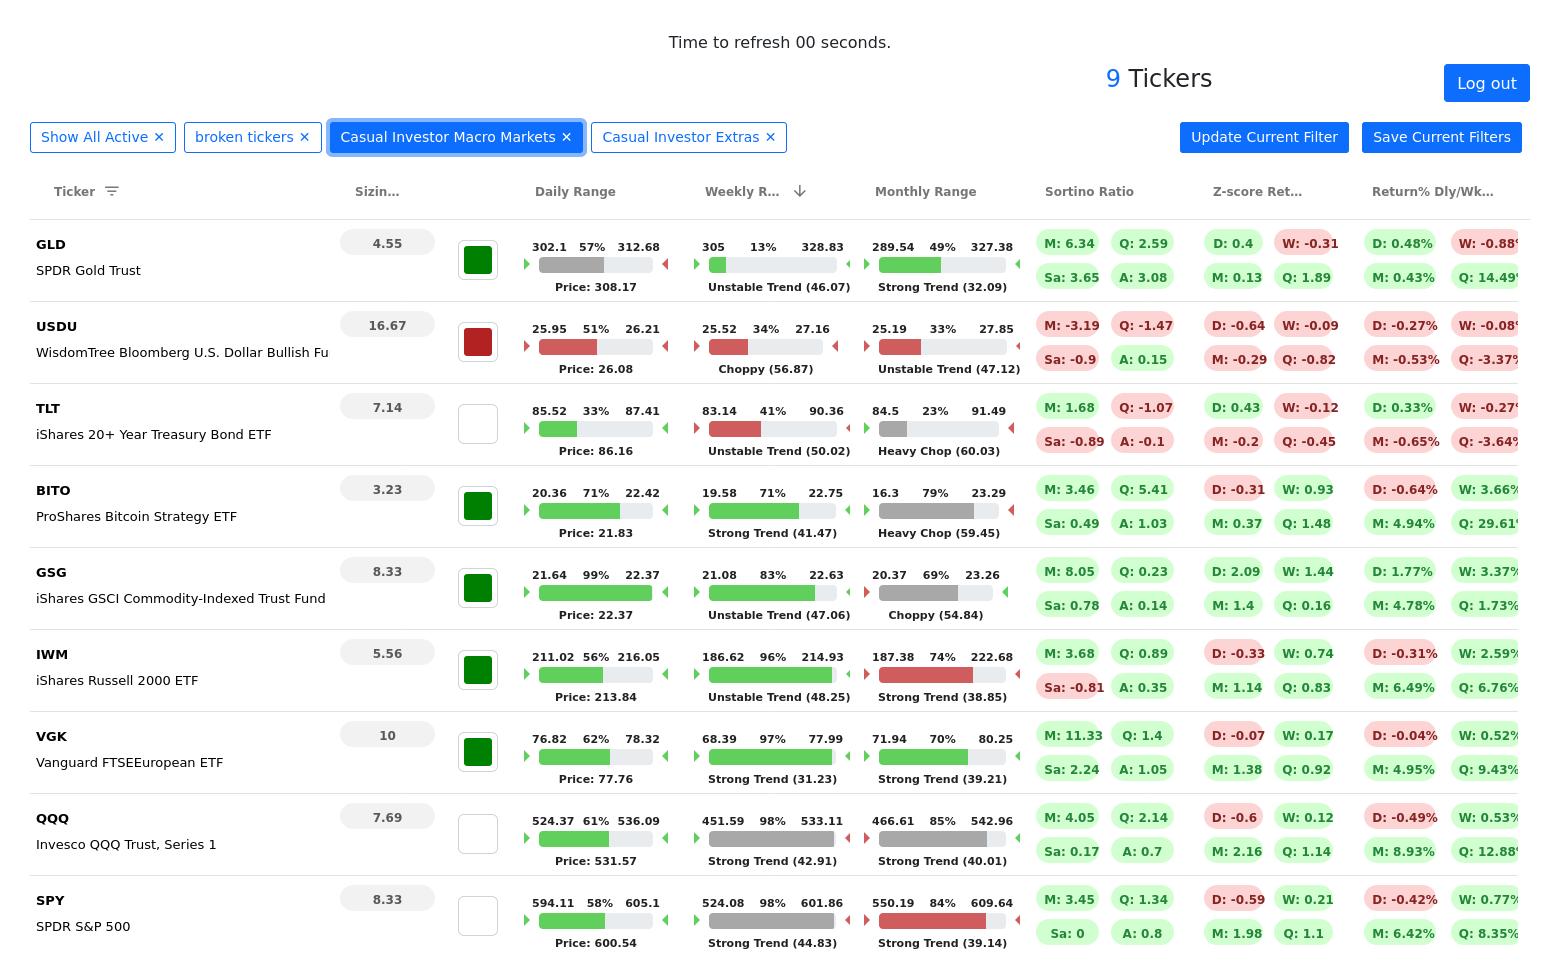 Time to refresh 00 seconds.
9 Tickers
Log out
Show All Active ✕ broken tickers ✕ Casual Investor Macro Markets ✕ Casual Investor Extras ✕ Update Current Filter Save Current Filters
Ticker Sizin... Daily Range Weekly R... Monthly Range Sortino Ratio Z-score Ret... Return% Dly/Wk...
GLD 4.55 302.1 57% 312.68 305 13% 328.83 289.54 49% 327.38 M: 6.34 Q: 2.59 D: 0.4 W: -0.31 D: 0.48% W: -0.88%
SPDR Gold Trust Price: 308.17 Unstable Trend (46.07) Strong Trend (32.09) Sa: 3.65 A: 3.08 M: 0.13 Q: 1.89 M: 0.43% Q: 14.49%
USDU 16.67 25.95 51% 26.21 25.52 34% 27.16 25.19 33% 27.85 M: -3.19 Q: -1.47 D: -0.64 W: -0.09 D: -0.27% W: -0.08%
WisdomTree Bloomberg U.S. Dollar Bullish Fu Price: 26.08 Choppy (56.87) Unstable Trend (47.12) Sa: -0.9 A: 0.15 M: -0.29 Q: -0.82 M: -0.53% Q: -3.37%
TLT 7.14 85.52 33% 87.41 83.14 41% 90.36 84.5 23% 91.49 M: 1.68 Q: -1.07 D: 0.43 W: -0.12 D: 0.33% W: -0.27%
iShares 20+ Year Treasury Bond ETF Price: 86.16 Unstable Trend (50.02) Heavy Chop (60.03) Sa: -0.89 A: -0.1 M: -0.2 Q: -0.45 M: -0.65% Q: -3.64%
BITO 3.23 20.36 71% 22.42 19.58 71% 22.75 16.3 79% 23.29 M: 3.46 Q: 5.41 D: -0.31 W: 0.93 D: -0.64% W: 3.66%
ProShares Bitcoin Strategy ETF Price: 21.83 Strong Trend (41.47) Heavy Chop (59.45) Sa: 0.49 A: 1.03 M: 0.37 Q: 1.48 M: 4.94% Q: 29.61%
GSG 8.33 21.64 99% 22.37 21.08 83% 22.63 20.37 69% 23.26 M: 8.05 Q: 0.23 D: 2.09 W: 1.44 D: 1.77% W: 3.37%
iShares GSCI Commodity-Indexed Trust Fund Price: 22.37 Unstable Trend (47.06) Choppy (54.84) Sa: 0.78 A: 0.14 M: 1.4 Q: 0.16 M: 4.78% Q: 1.73%
IWM 5.56 211.02 56% 216.05 186.62 96% 214.93 187.38 74% 222.68 M: 3.68 Q: 0.89 D: -0.33 W: 0.74 D: -0.31% W: 2.59%
iShares Russell 2000 ETF Price: 213.84 Unstable Trend (48.25) Strong Trend (38.85) Sa: -0.81 A: 0.35 M: 1.14 Q: 0.83 M: 6.49% Q: 6.76%
VGK 10 76.82 62% 78.32 68.39 97% 77.99 71.94 70% 80.25 M: 11.33 Q: 1.4 D: -0.07 W: 0.17 D: -0.04% W: 0.52%
Vanguard FTSEEuropean ETF Price: 77.76 Strong Trend (31.23) Strong Trend (39.21) Sa: 2.24 A: 1.05 M: 1.38 Q: 0.92 M: 4.95% Q: 9.43%
QQQ 7.69 524.37 61% 536.09 451.59 98% 533.11 466.61 85% 542.96 M: 4.05 Q: 2.14 D: -0.6 W: 0.12 D: -0.49% W: 0.53%
Invesco QQQ Trust, Series 1 Price: 531.57 Strong Trend (42.91) Strong Trend (40.01) Sa: 0.17 A: 0.7 M: 2.16 Q: 1.14 M: 8.93% Q: 12.88%
SPY 8.33 594.11 58% 605.1 524.08 98% 601.86 550.19 84% 609.64 M: 3.45 Q: 1.34 D: -0.59 W: 0.21 D: -0.42% W: 0.77%
SPDR S&P 500 Price: 600.54 Strong Trend (44.83) Strong Trend (39.14) Sa: 0 A: 0.8 M: 1.98 Q: 1.1 M: 6.42% Q: 8.35%